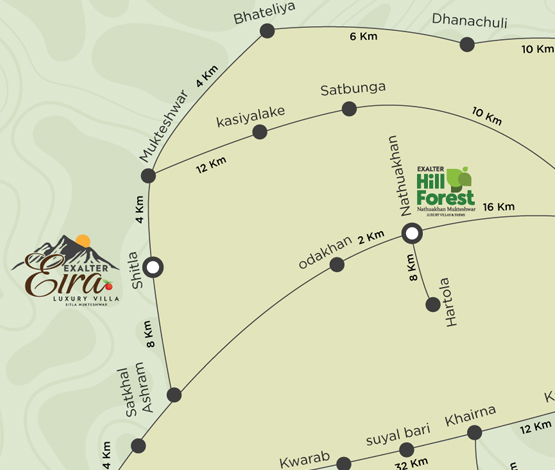 Bhateliya
Dhanachuli
6 Km
10 Km
4 Km
Mukteshwar
kasiyalake
Satbunga
12 Km
10 Km
4 Km
Nathuakhan
EXALTER
Hill
Forest
Nathuakhan Mukteshwar
LUXURY VILLAS & FARMS
16 Km
2 Km
odakhan
8 Km
Hartola
Shitla
EXALTER
Eira
LUXURY VILLA
SITLA MUKTESHWAR
8 Km
Satkhal
Ashram
4 Km
Kwarab
suyal bari
32 Km
Khairna
12 Km
K